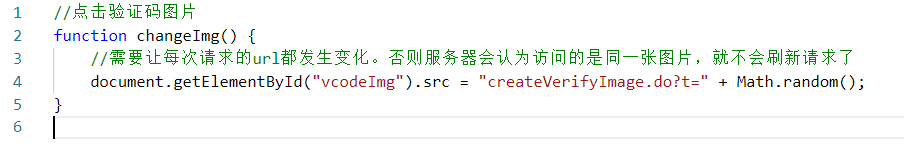 1 //点击验证码图片
2 function changeImg() {
3 //需要让每次请求的url都发生变化。否则服务器会认为访问的是同一张图片，就不会刷新请求了
4 document.getElementById("vcodeImg").src = "createVerifyImage.do?t=" + Math.random();
5 }
6